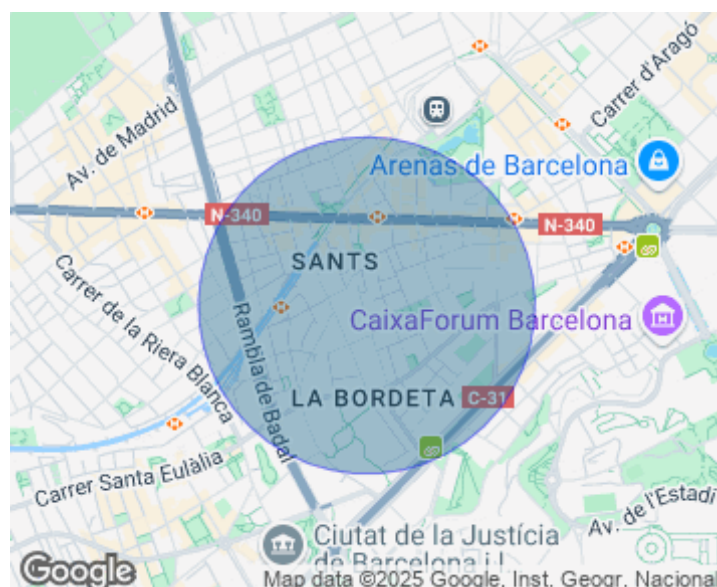 Carrer d'Aragó
Av. de Madrid
Arenas de Barcelona
N-340
N-340
SANTS
Carrer de la Riera Blanca
Rambla de Badal
CaixaForum Barcelona
LA BORDETA
C-31
Carrer Santa Eulàlia
Av. de l'Estadi
Ciutat de la Justícia
de Barcelona i l
Google
Map data ©2025 Google, Inst. Geogr. Nacional